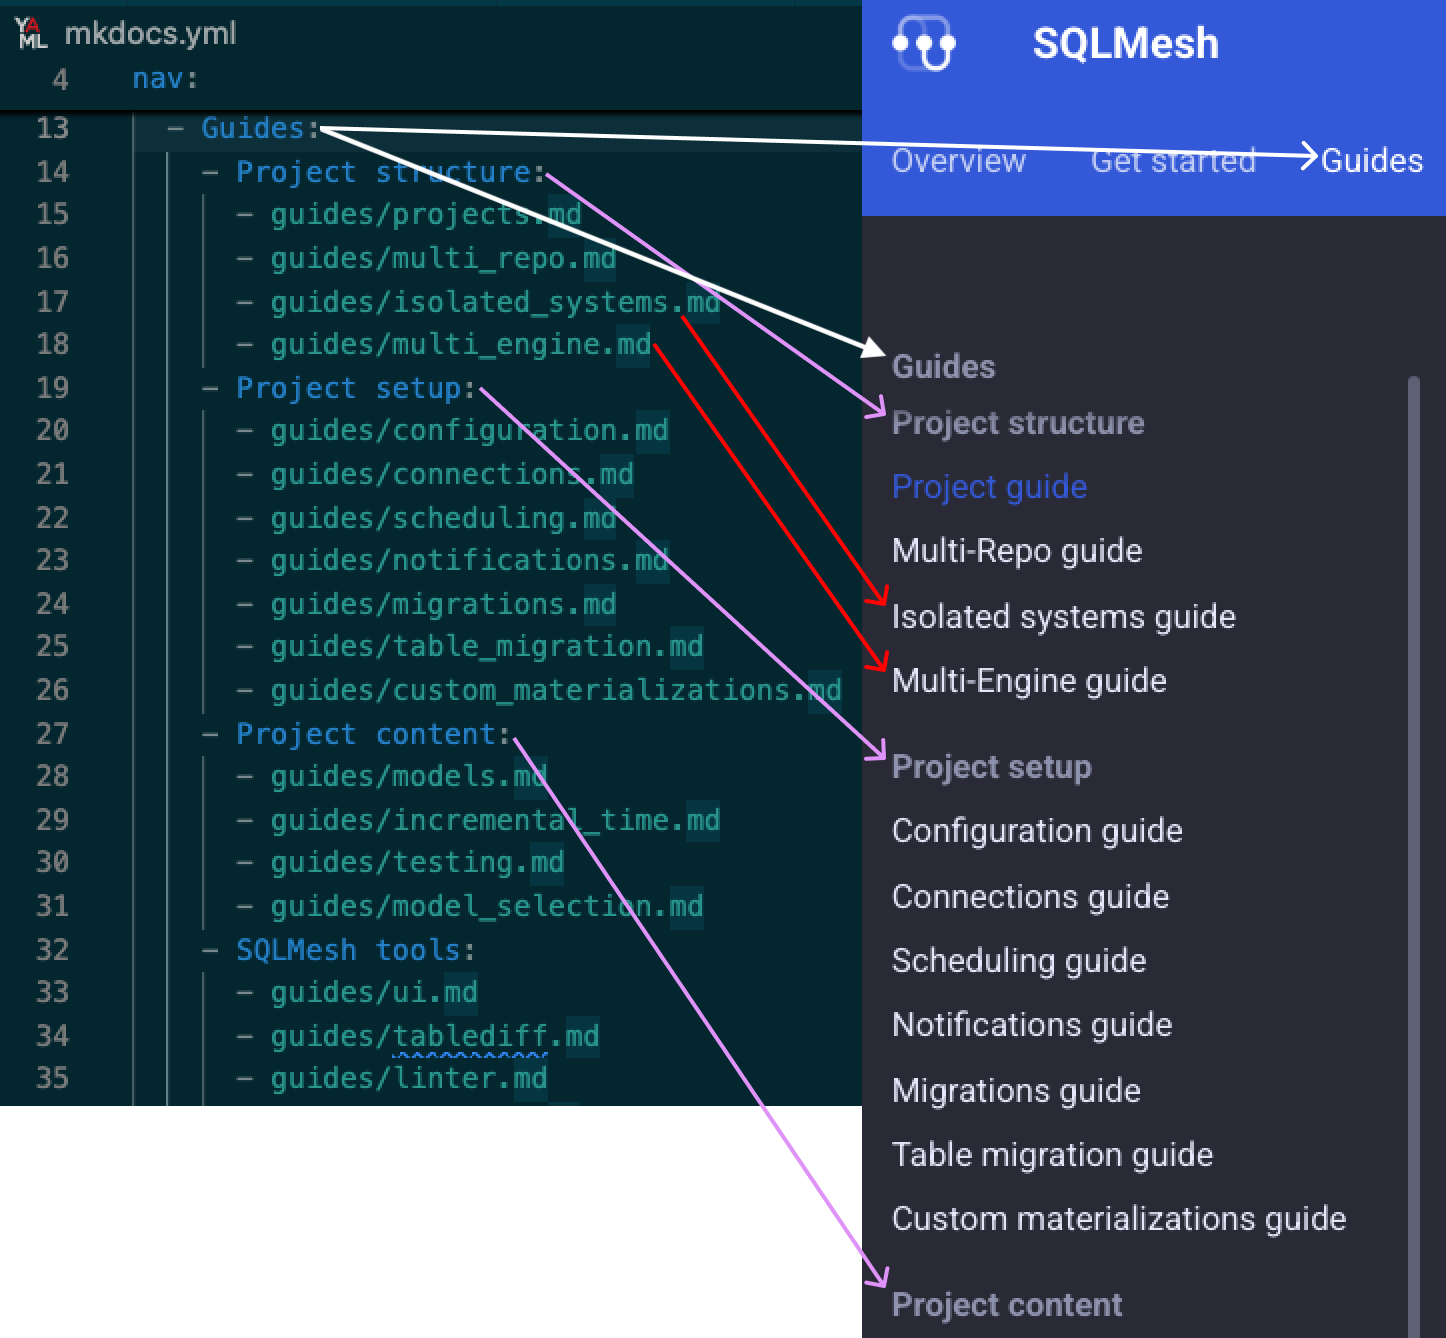 YAML mkdocs.yml
4 nav:
13 - Guides:
14 - Project structure:
15 - guides/projects.md
16 - guides/multi_repo.md
17 - guides/isolated_systems.md
18 - guides/multi_engine.md
19 - Project setup:
20 - guides/configuration.md
21 - guides/connections.md
22 - guides/scheduling.md
23 - guides/notifications.md
24 - guides/migrations.md
25 - guides/table_migration.md
26 - guides/custom_materializations.md
27 - Project content:
28 - guides/models.md
29 - guides/incremental_time.md
30 - guides/testing.md
31 - guides/model_selection.md
32 - SQLMesh tools:
33 - guides/ui.md
34 - guides/tablediff.md
35 - guides/linter.md
SQLMesh
Overview Get started Guides
Guides
Project structure
Project guide
Multi-Repo guide
Isolated systems guide
Multi-Engine guide
Project setup
Configuration guide
Connections guide
Scheduling guide
Notifications guide
Migrations guide
Table migration guide
Custom materializations guide
Project content